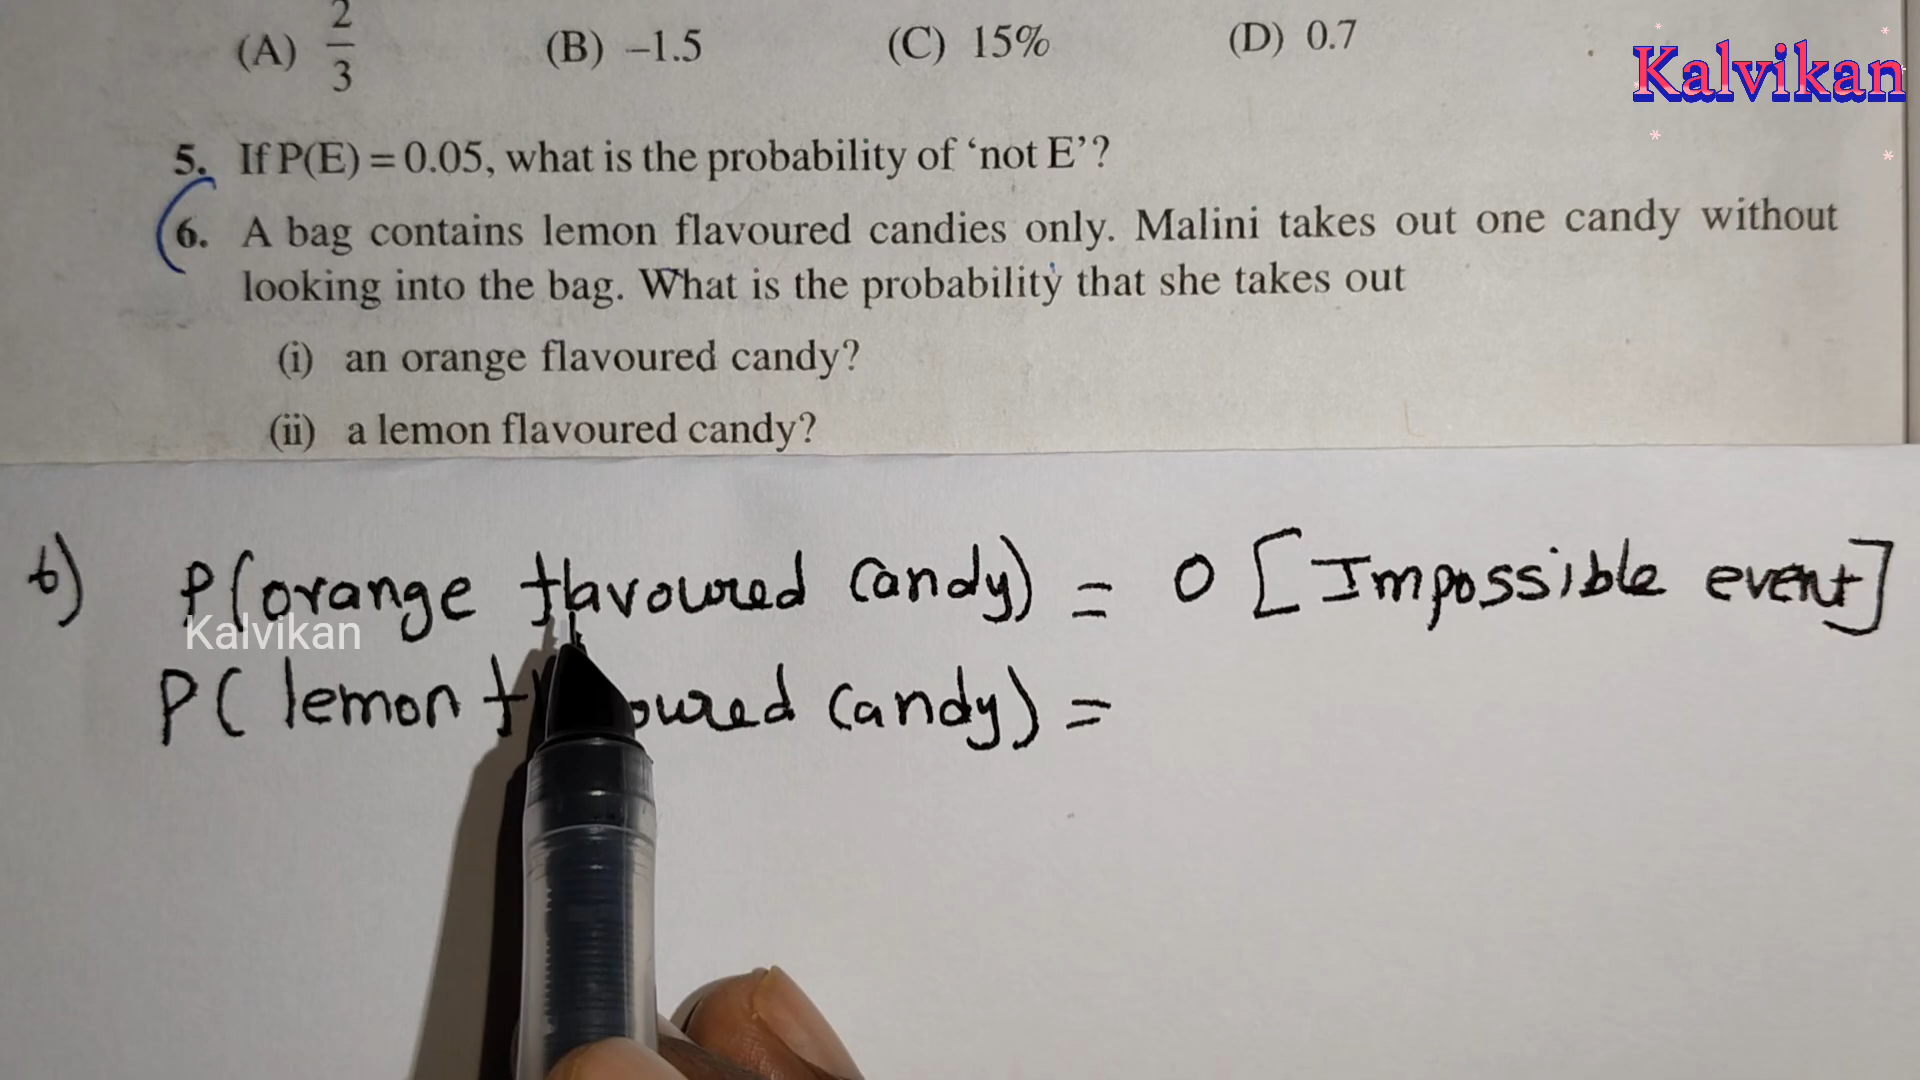 (A) 2/3 (B) –1.5 (C) 15% (D) 0.7
Kalvikan
5. If P(E) = 0.05, what is the probability of ‘not E’?
6. A bag contains lemon flavoured candies only. Malini takes out one candy without
looking into the bag. What is the probability that she takes out
(i) an orange flavoured candy?
(ii) a lemon flavoured candy?
6) P(orange flavoured candy) = 0 [Impossible event]
Kalvikan
P( lemon flavoured candy) =